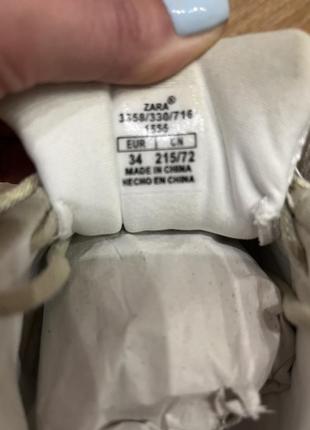 ZARA®
3358/330/716
1556
EUR CN
34 215/72
MADE IN CHINA
HECHO EN CHINA